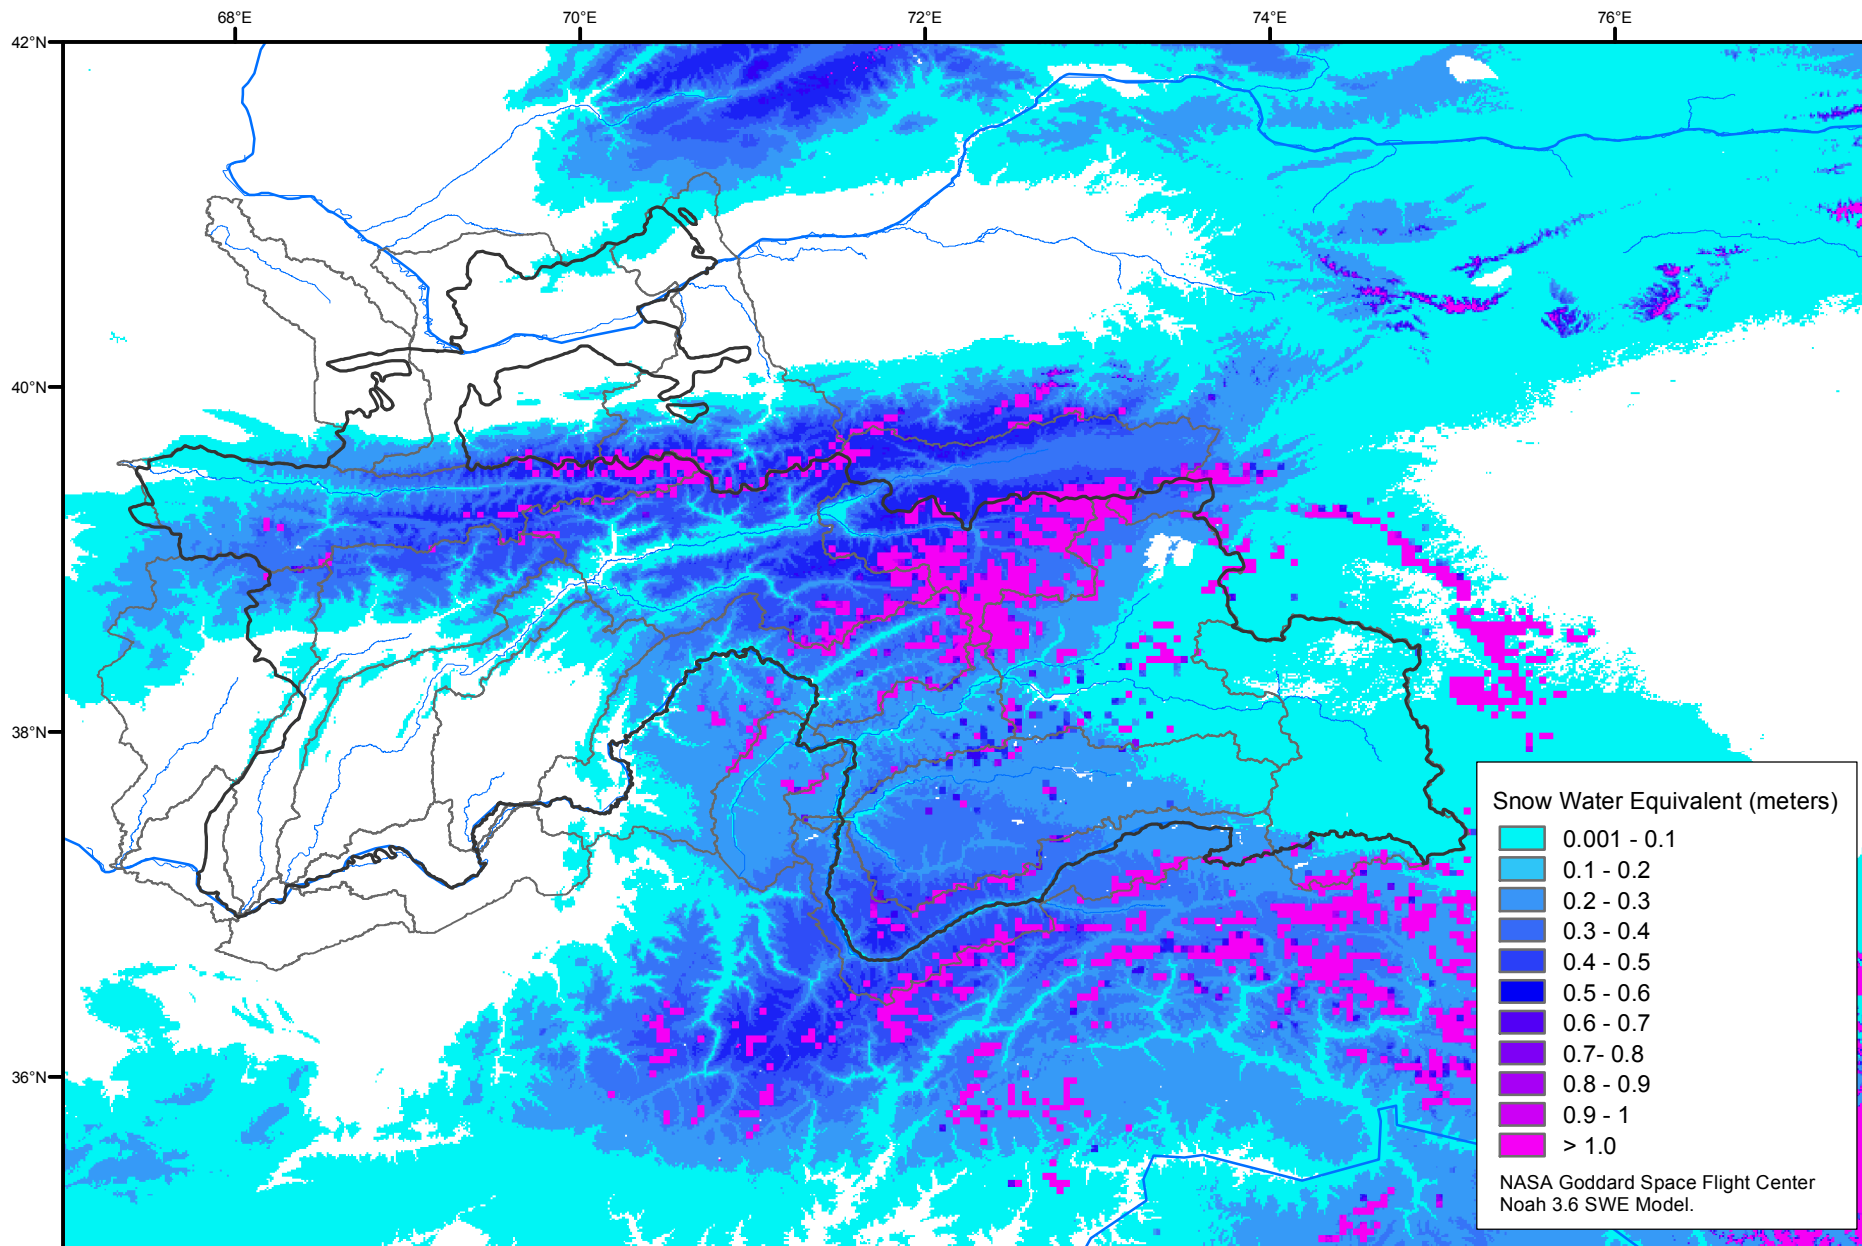 68°E 70°E 72°E 74°E 76°E
42°N
40°N
38°N
36°N
Snow Water Equivalent (meters)
0.001 - 0.1
0.1 - 0.2
0.2 - 0.3
0.3 - 0.4
0.4 - 0.5
0.5 - 0.6
0.6 - 0.7
0.7- 0.8
0.8 - 0.9
0.9 - 1
> 1.0
NASA Goddard Space Flight Center
Noah 3.6 SWE Model.